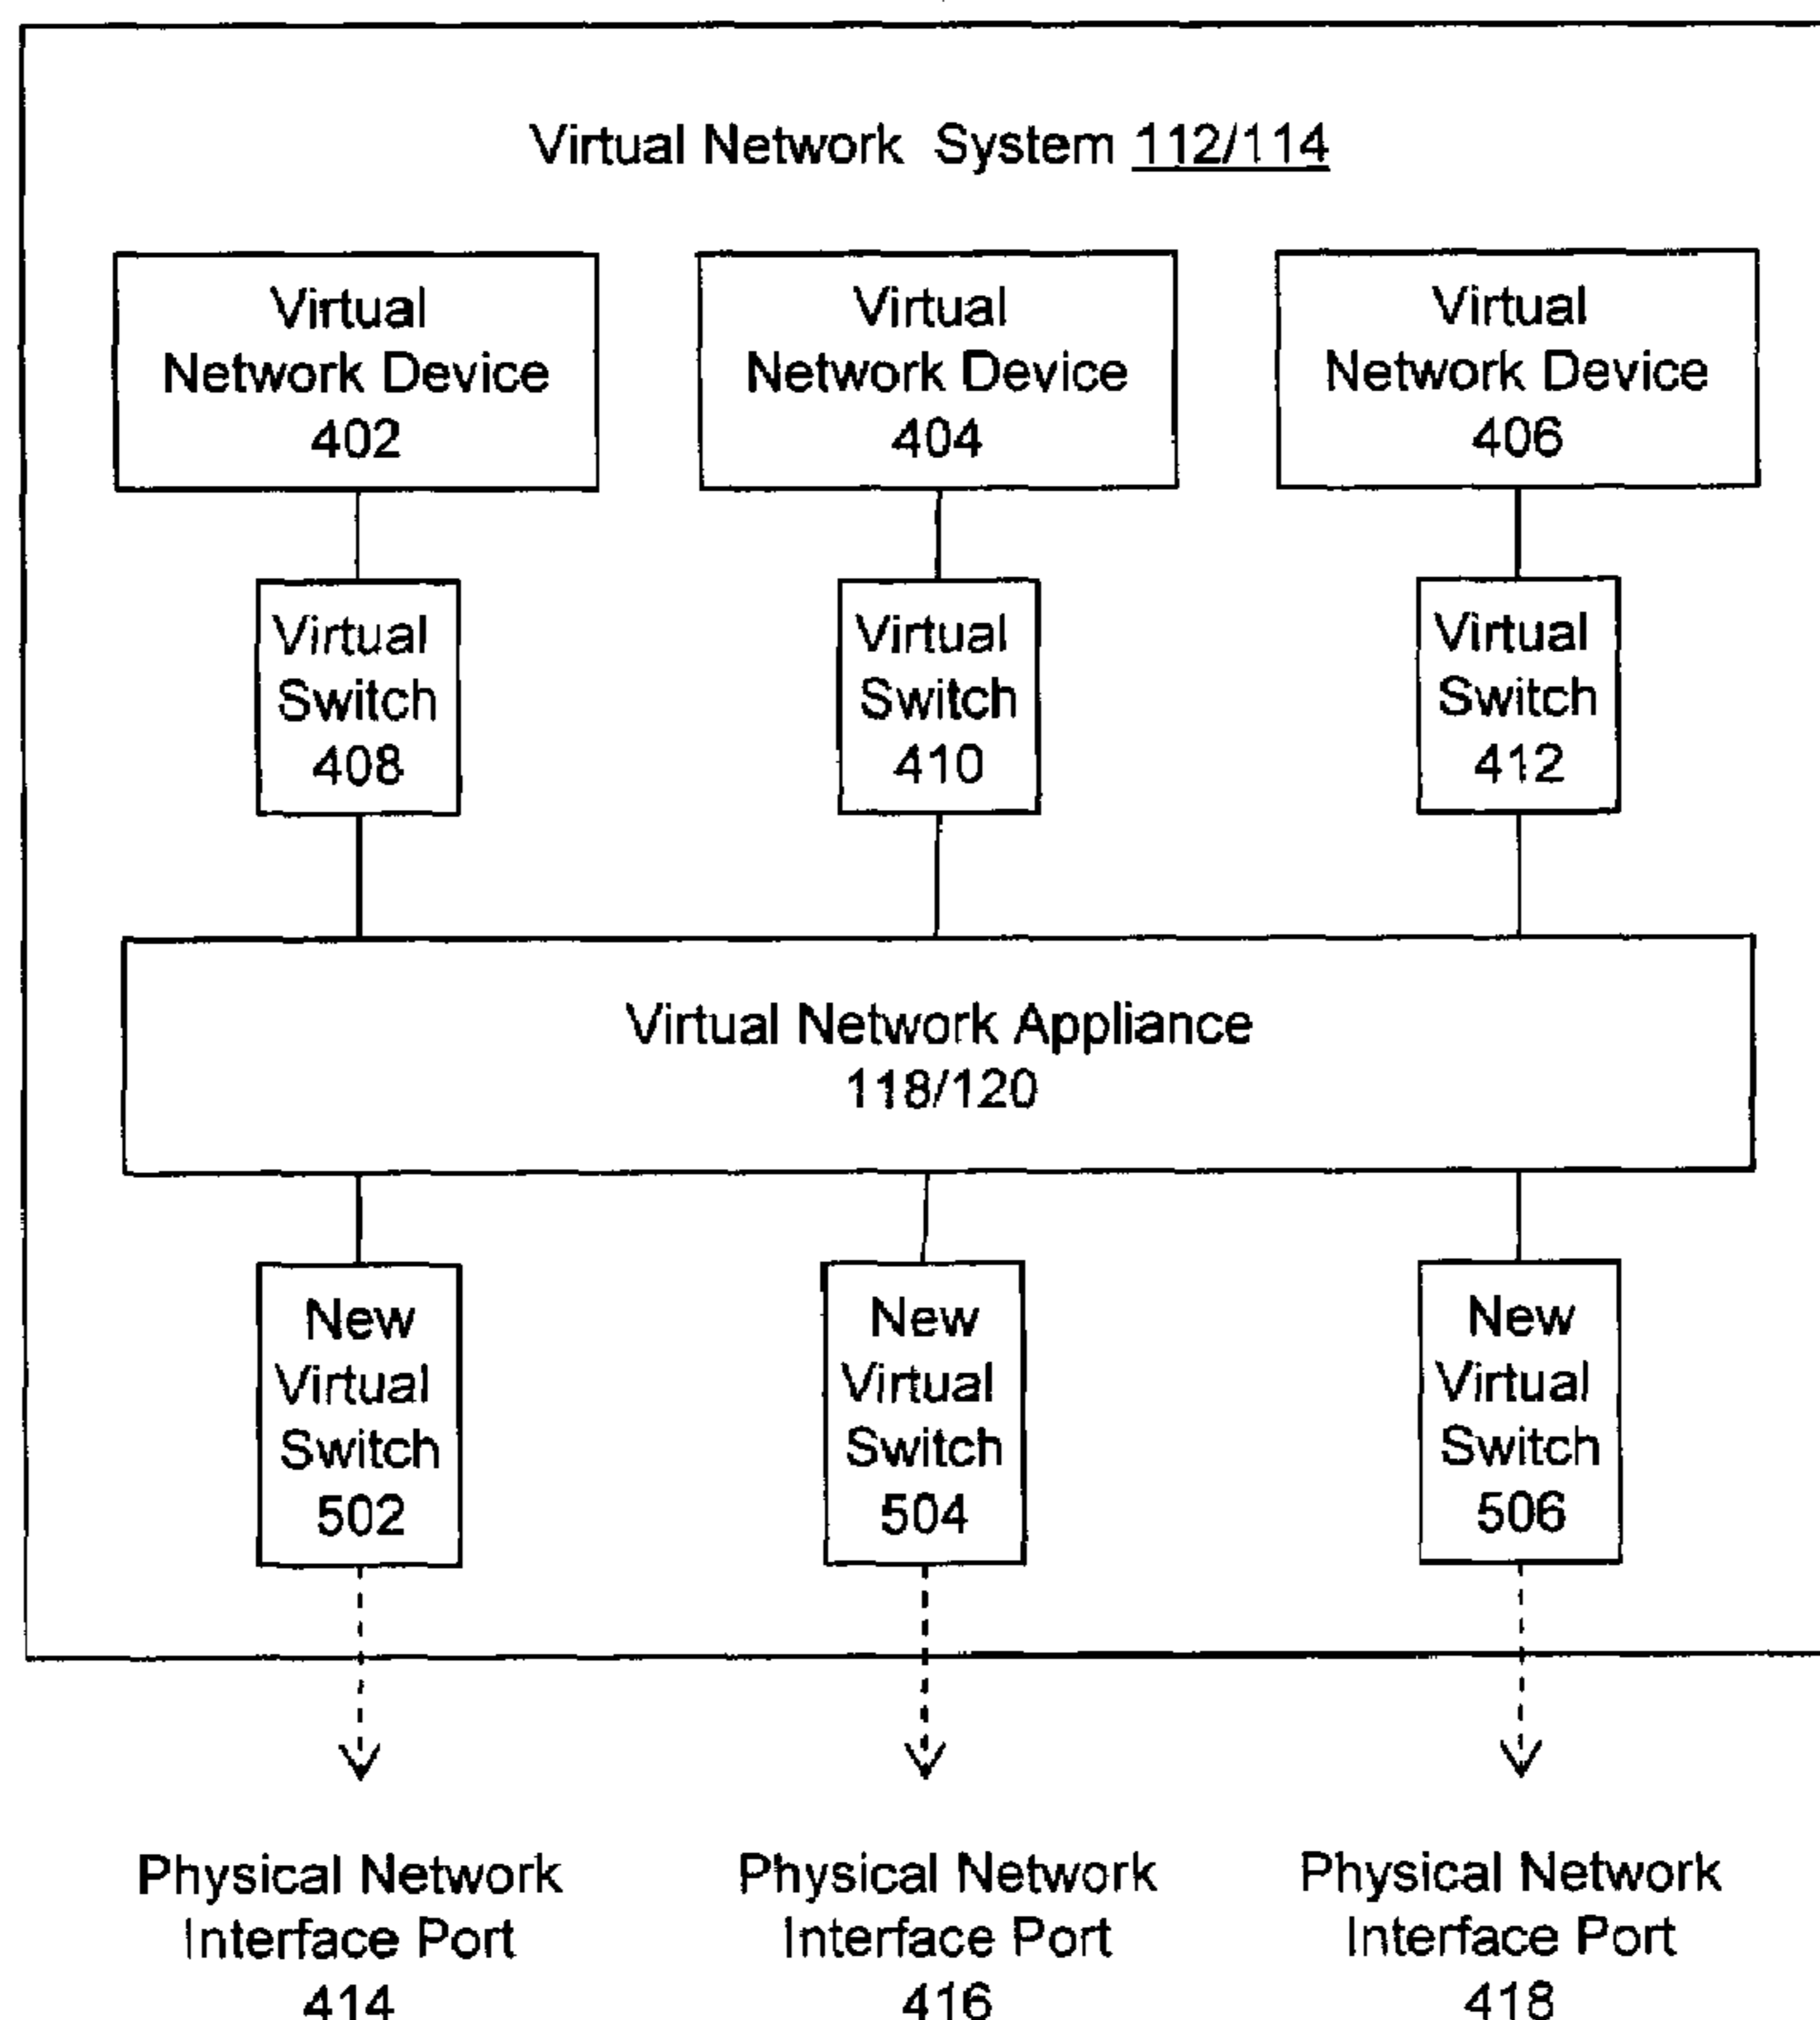 Virtual Network System 112/114
Virtual
Network Device
402
Virtual
Network Device
404
Virtual
Network Device
406
Virtual
Switch
408
Virtual
Switch
410
Virtual
Switch
412
Virtual Network Appliance
118/120
New
Virtual
Switch
502
New
Virtual
Switch
504
New
Virtual
Switch
506
Physical Network
Interface Port
414
Physical Network
Interface Port
416
Physical Network
Interface Port
418